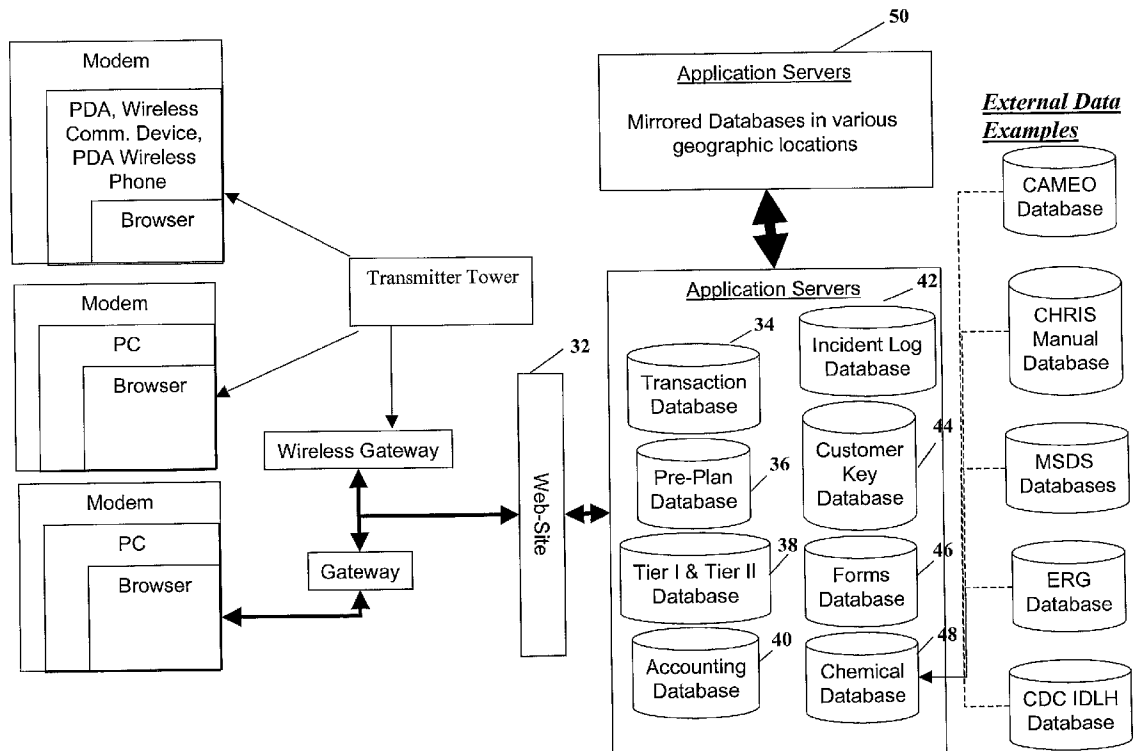 50
Modem
PDA, Wireless
Comm. Device,
PDA Wireless
Phone
Browser
Application Servers
Mirrored Databases in various
geographic locations
External Data
Examples
CAMEO
Database
Transmitter Tower
Modem
PC
Browser
Application Servers
42
34
Incident Log
Database
Transaction
Database
CHRIS
Manual
Database
32
Wireless Gateway
Web-Site
Customer
Key
Database
44
Pre-Plan
Database
36
MSDS
Databases
Modem
PC
Browser
Gateway
Tier I & Tier II
Database
38
Forms
Database
46
ERG
Database
Accounting
Database
40
Chemical
Database
48
CDC IDLH
Database